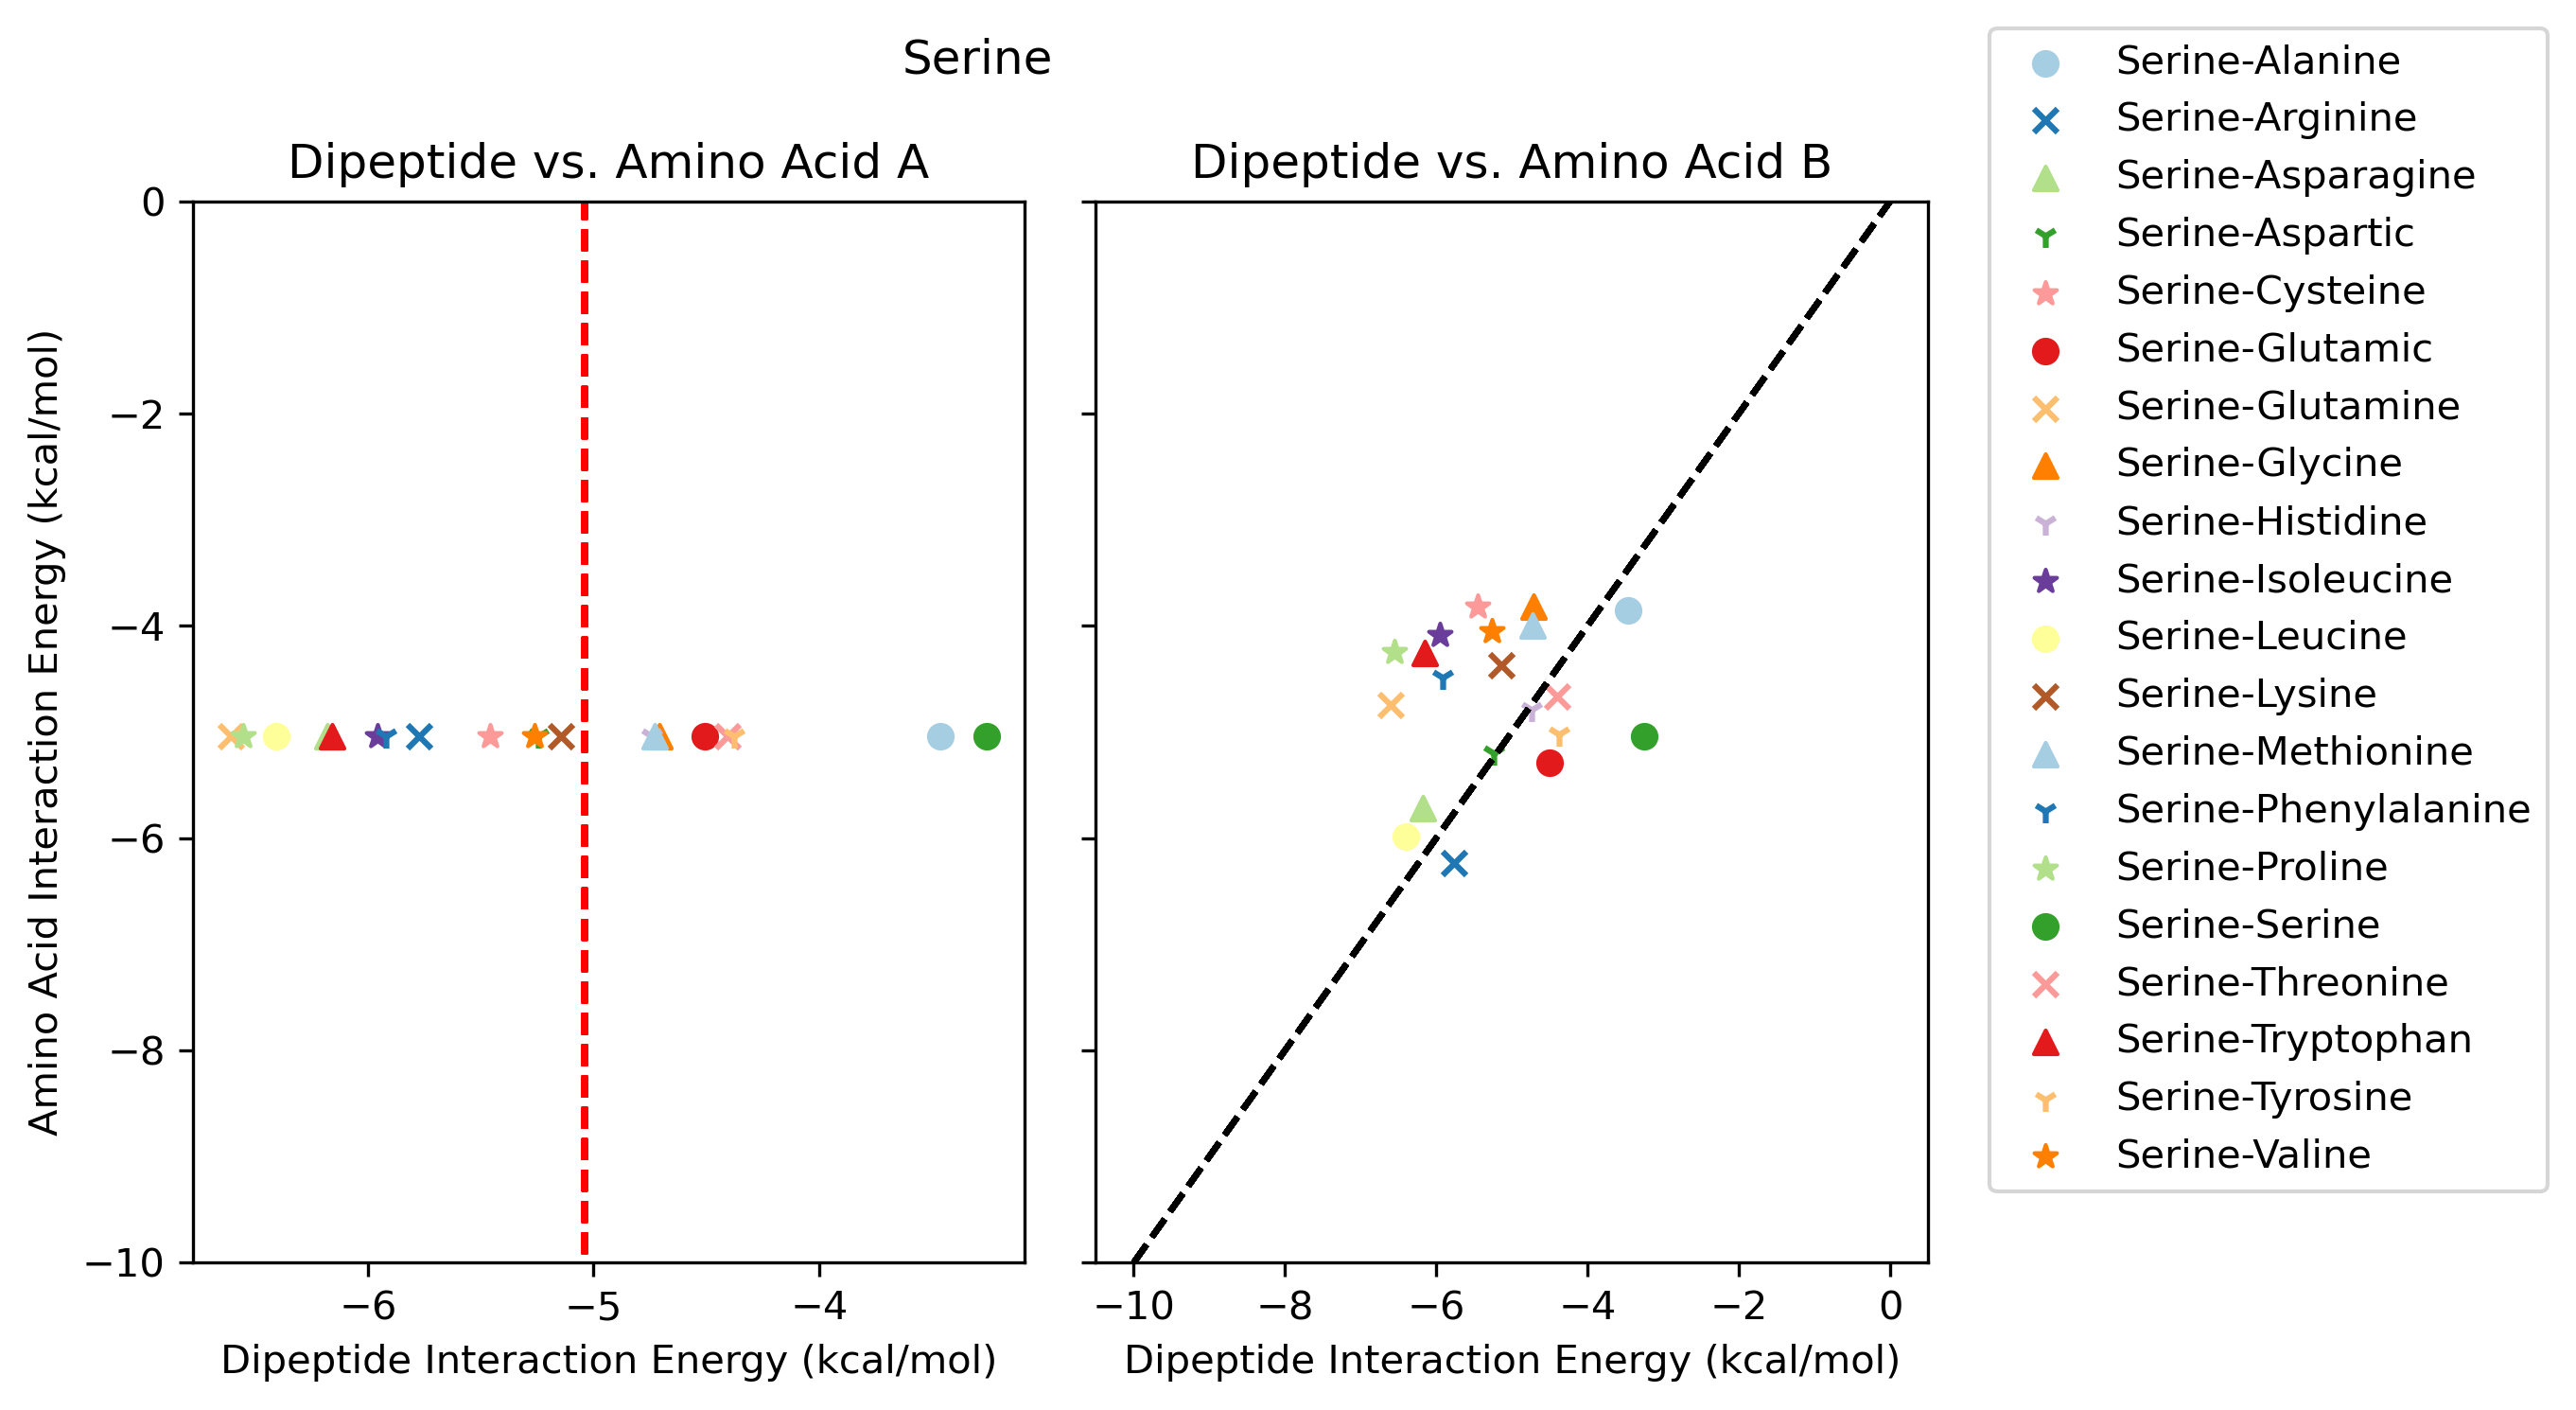 Serine
Dipeptide vs. Amino Acid A
Dipeptide vs. Amino Acid B
Amino Acid Interaction Energy (kcal/mol)
0
−2
−4
−6
−8
−10
−6 −5 −4
−10 −8 −6 −4 −2 0
Dipeptide Interaction Energy (kcal/mol)
Dipeptide Interaction Energy (kcal/mol)
Serine-Alanine
Serine-Arginine
Serine-Asparagine
Serine-Aspartic
Serine-Cysteine
Serine-Glutamic
Serine-Glutamine
Serine-Glycine
Serine-Histidine
Serine-Isoleucine
Serine-Leucine
Serine-Lysine
Serine-Methionine
Serine-Phenylalanine
Serine-Proline
Serine-Serine
Serine-Threonine
Serine-Tryptophan
Serine-Tyrosine
Serine-Valine